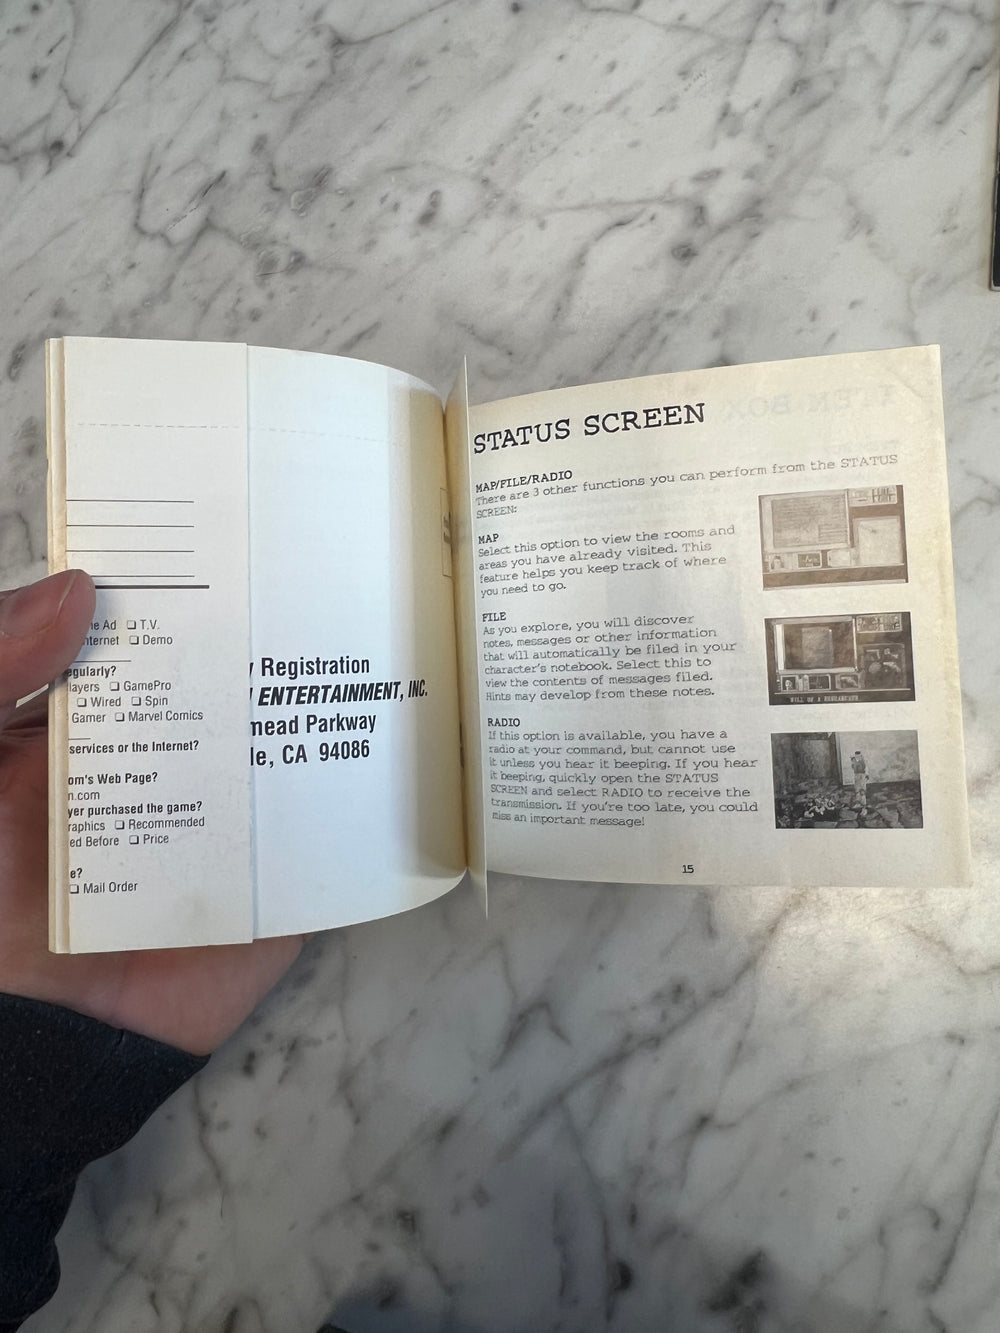 ne Ad ❏ T.V.
nternet ❏ Demo
egularly?
layers ❏ GamePro
❏ Wired ❏ Spin
Gamer ❏ Marvel Comics
services or the Internet?
om's Web Page?
n.com
yer purchased the game?
raphics ❏ Recommended
ed Before ❏ Price
e?
❏ Mail Order
y Registration
ENTERTAINMENT, INC.
mead Parkway
le, CA 94086
STATUS SCREEN
MAP/FILE/RADIO
There are 3 other functions you can perform from the STATUS
SCREEN:
MAP
Select this option to view the rooms and
areas you have already visited. This
feature helps you keep track of where
you need to go.
FILE
As you explore, you will discover
notes, messages or other information
that will automatically be filed in your
character's notebook. Select this to
view the contents of messages filed.
Hints may develop from these notes.
WILL OF A RESEARCHER
RADIO
If this option is available, you have a
radio at your command, but cannot use
it unless you hear it beeping. If you hear
it beeping, quickly open the STATUS
SCREEN and select RADIO to receive the
transmission. If you're too late, you could
miss an important message!
15